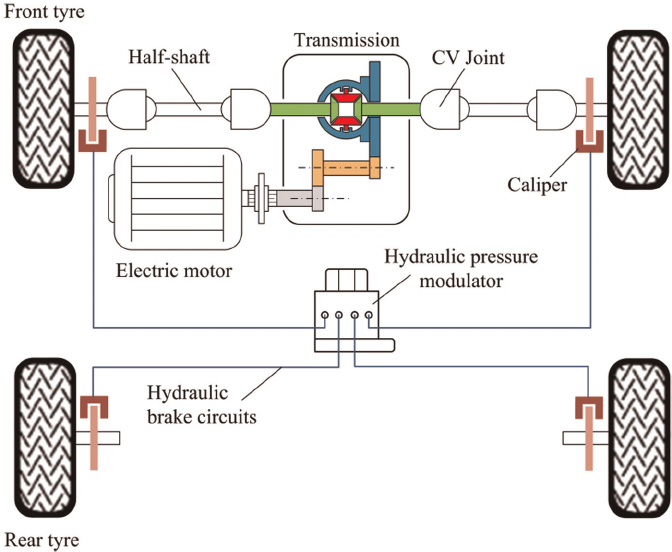 Front tyre
Transmission
Half-shaft
CV Joint
Caliper
Electric motor
Hydraulic pressure
modulator
Hydraulic
brake circuits
Rear tyre